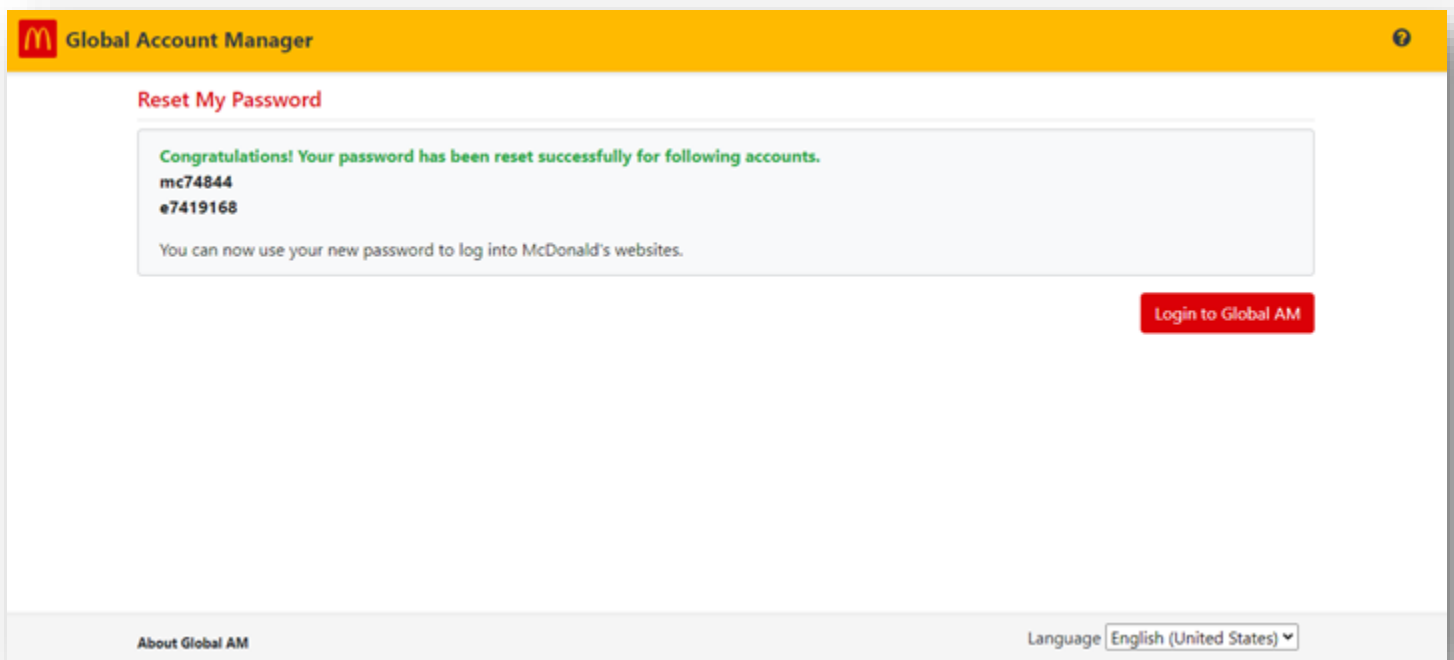 Global Account Manager
Reset My Password
Congratulations! Your password has been reset successfully for following accounts.
mc74844
e7419168
You can now use your new password to log into McDonald's websites.
Login to Global AM
About Global AM
Language English (United States)